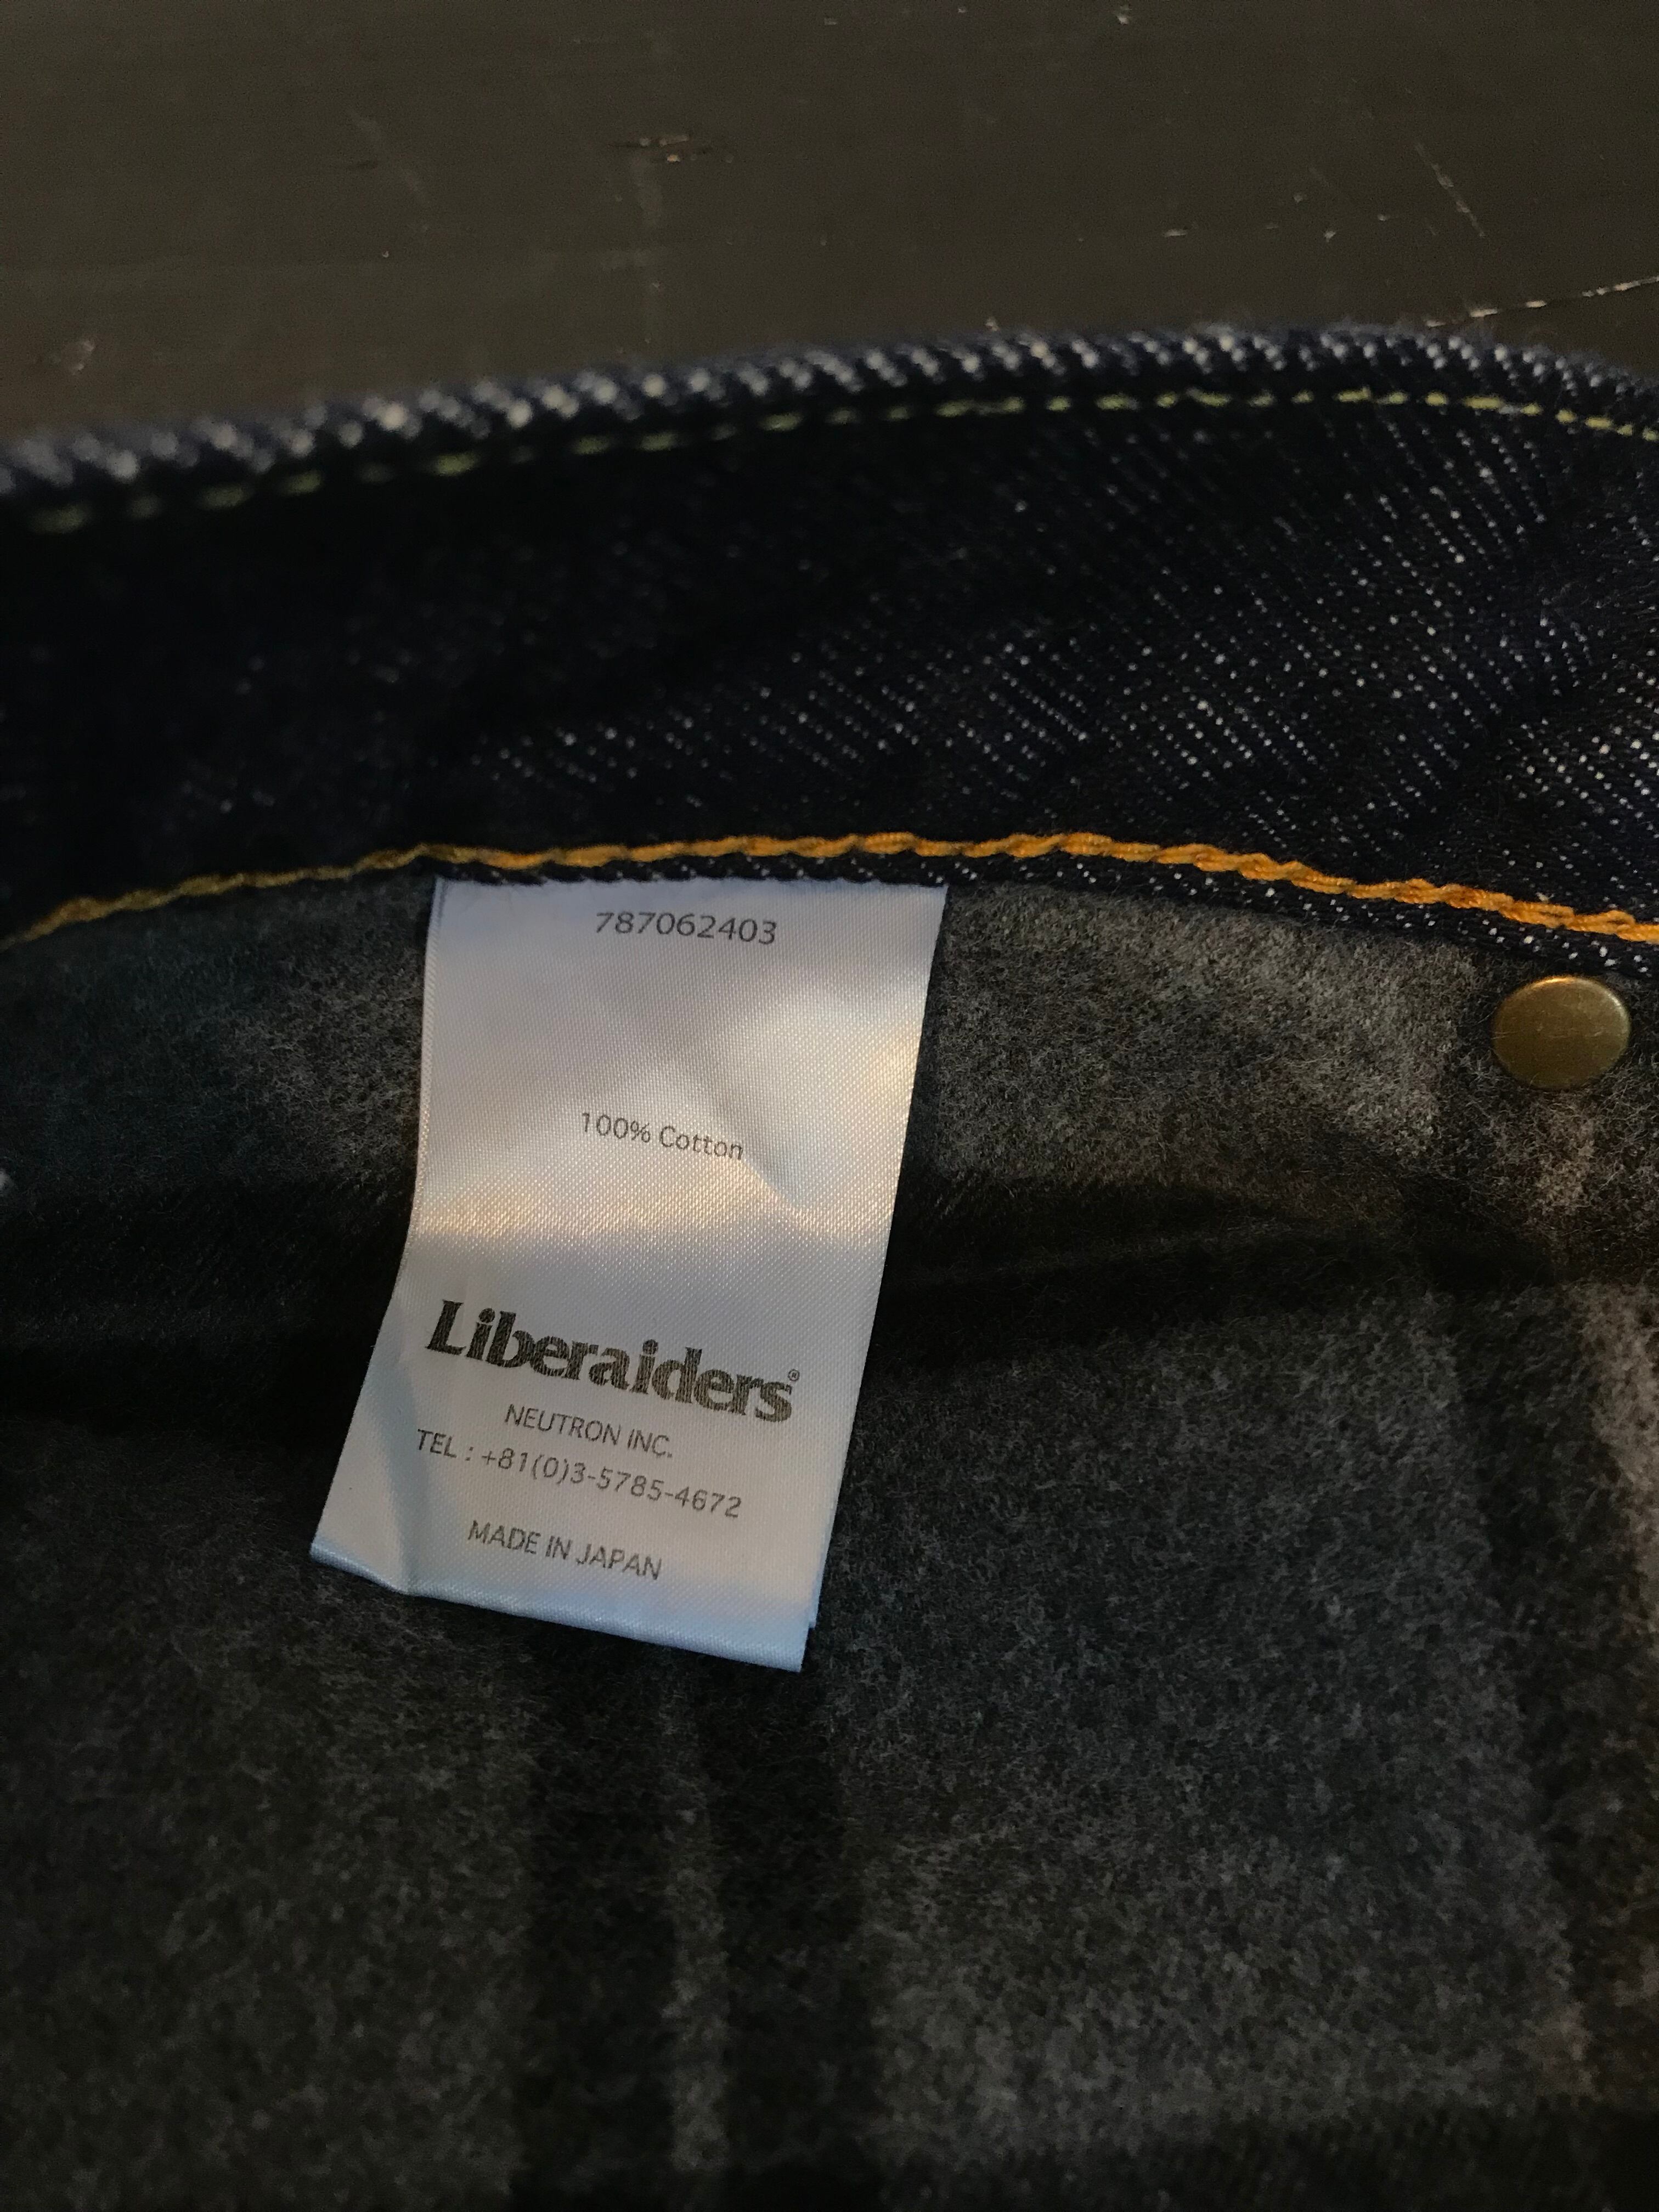 787062403
100% Cotton
Liberaiders®
NEUTRON INC.
TEL : +81(0)3-5785-4672
MADE IN JAPAN